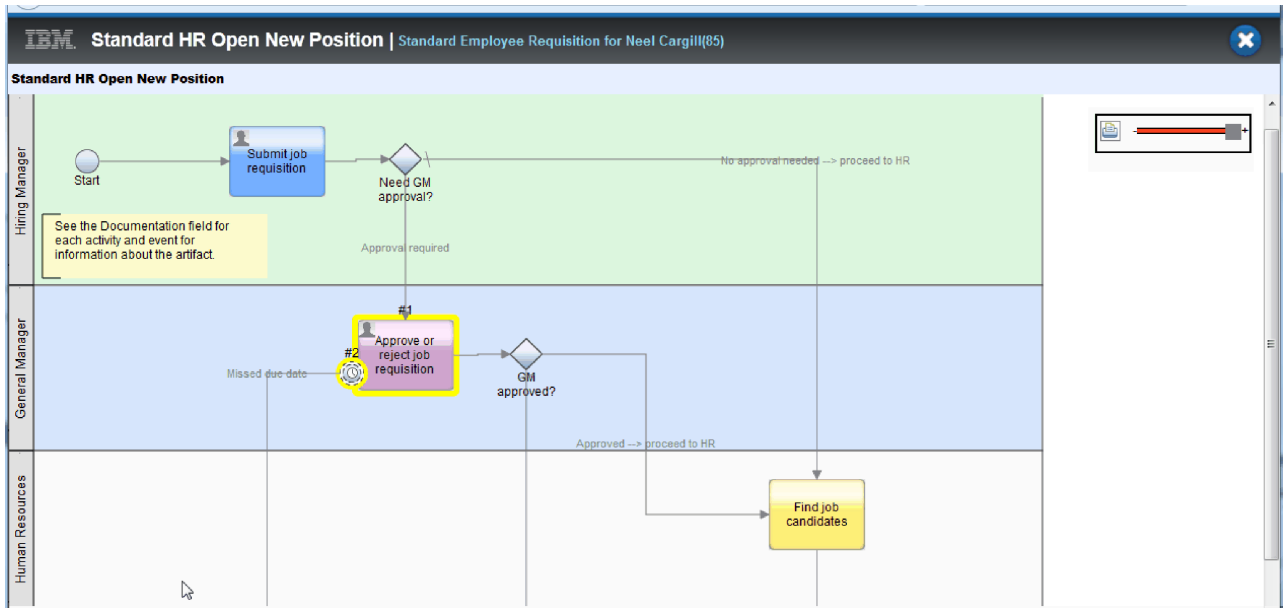 IBM. Standard HR Open New Position | Standard Employee Requisition for Neel Cargill(85)
Standard HR Open New Position
Hiring Manager
Start
Submit job
requisition
Need GM
approval?
No approval needed --> proceed to HR
See the Documentation field for
each activity and event for
information about the artifact.
Approval required
General Manager
#1
Approve or
reject job
requisition
#2
Missed due date
GM
approved?
Approved --> proceed to HR
Human Resources
Find job
candidates
- +